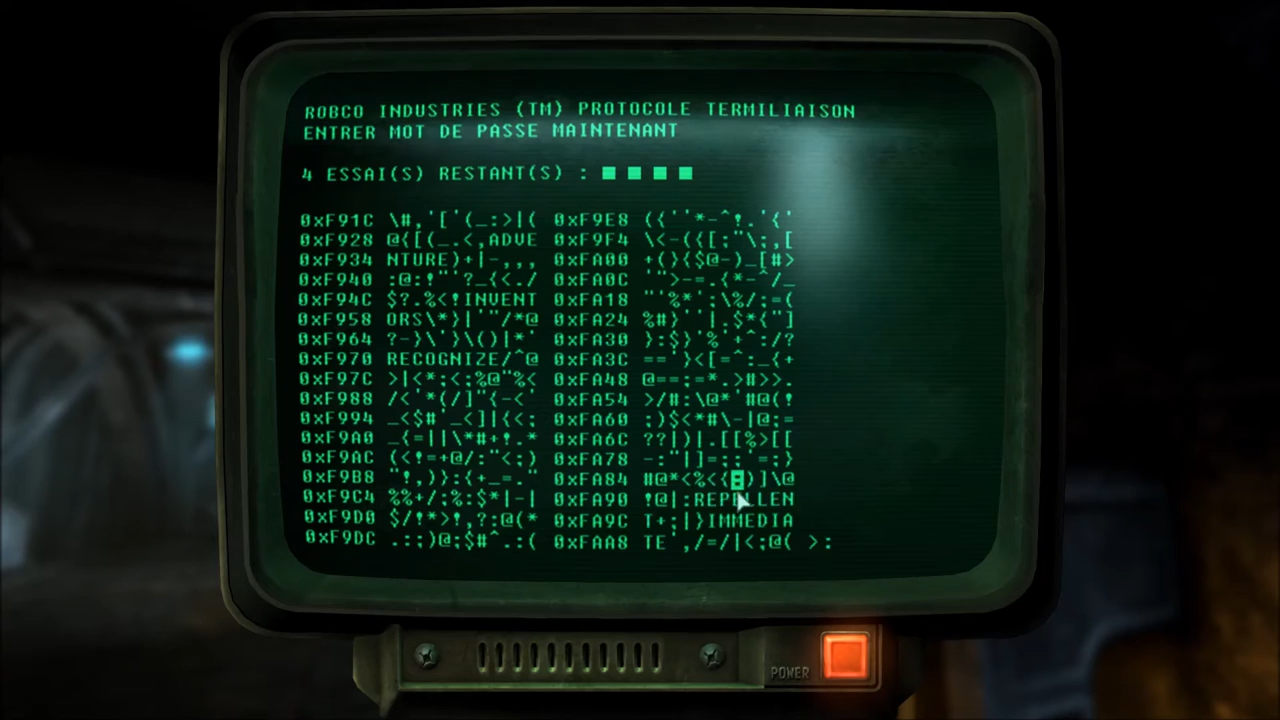 ROBCO INDUSTRIES (TM) PROTOCOLE TERMILIAISON
ENTRER MOT DE PASSE MAINTENANT
4 ESSAI(S) RESTANT(S) : ■ ■ ■ ■
0xF91C \#,'['(_:>|( 0xF9E8 ({''*-^!.'{'
0xF928 @{[(_.<,ADVE 0xF9F4 \<-({[;"\;,[
0xF934 NTURE)+|-,,, 0xFA00 +(){$@-)_[#>
0xF940 :@:!"'?_{<./ 0xFA0C '">-=.{*-^/_
0xF94C $?.%<!INVENT 0xFA18 "'%*';\%/;=(
0xF958 ORS\*}|'"/*@ 0xFA24 %#}''|.$*{"]
0xF964 ?-}\'}\()|*' 0xFA30 }:$}'%'+^:/?
0xF970 RECOGNIZE/^@ 0xFA3C =='}<[=^:_{+
0xF97C >|<*;<;%@"%< 0xFA48 @==;=*.>#>>.
0xF988 /<'*(/]"{-<' 0xFA54 >/#:\@*'#@(!
0xF994 _<$#'_<]|{<: 0xFA60 ;)$<*#\-|@;=
0xF9A0 _{=||\*#+!.* 0xFA6C ??|)|.[[%>[[
0xF9AC (<!=+@/:"<;) 0xFA78 -:"|]=;;'=;}
0xF9B8 "!,)}:{+_=." 0xFA84 #@*<%<{:)]\@
0xF9C4 %%+/:%:$*|-| 0xFA90 !@|:REPELLEN
0xF9D0 $/!*>!,?:@(* 0xFA9C T+;|}IMMEDIA
0xF9DC .:;)@;$#^.:( 0xFAA8 TE',/=/|<;@( >:
POWER